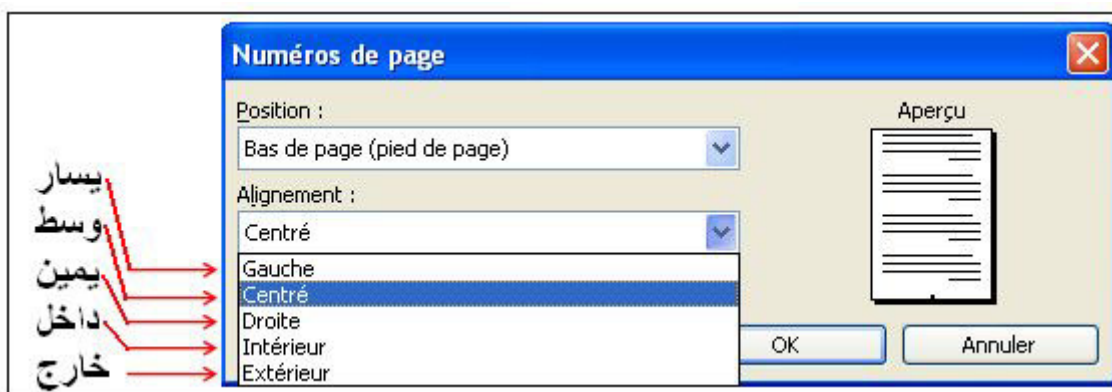 Numéros de page
Position :
Bas de page (pied de page)
Aperçu
Alignement :
Centré
يسار
وسط
يمين
داخل
خارج
Gauche
Centré
Droite
Intérieur
Extérieur
OK
Annuler